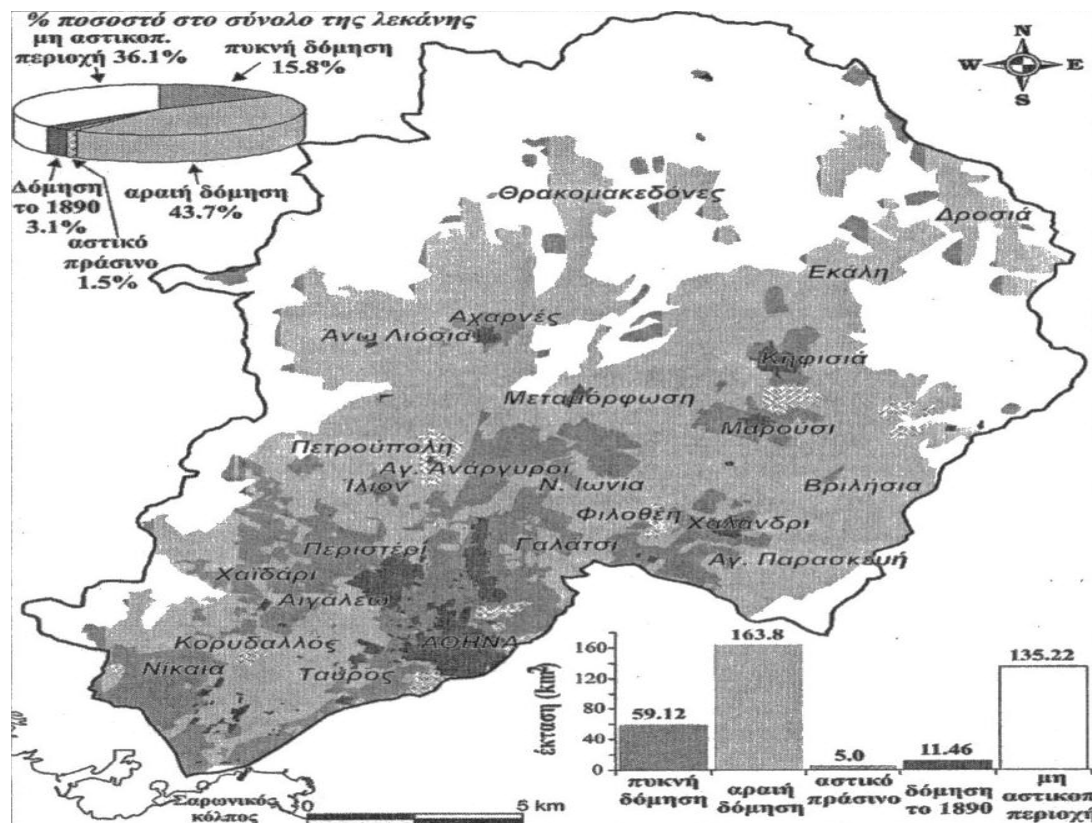 % ποσοστό στο σύνολο της λεκάνης
μη αστικοπ.
περιοχή 36.1%
πυκνή δόμηση
15.8%
Δόμηση
το 1890
3.1%
αραιή δόμηση
43.7%
αστικό
πράσινο
1.5%
N
W E
S
Θρακομακεδόνες
Δροσιά
Εκάλη
Αχαρνές
Άνω Λιόσια
Κηφισιά
Μεταμόρφωση
Μαρούσι
Πετρούπολη
Αγ. Ανάργυροι
Ίλιον
Ν. Ιωνία
Βριλήσια
Φιλοθέη
Χαλάνδρι
Περιστέρι
Γαλάτσι
Αγ. Παρασκευή
Χαϊδάρι
Αιγάλεω
Κορυδαλλός
ΑΘΗΝΑ
Νίκαια
Ταύρος
Σαρωνικός
κόλπος
0 5 km
έκταση (km²)
160
120
80
40
0
59.12
163.8
5.0
11.46
135.22
πυκνή
δόμηση
αραιή
δόμηση
αστικό
πράσινο
δόμηση
το 1890
μη
αστικοπ.
περιοχή